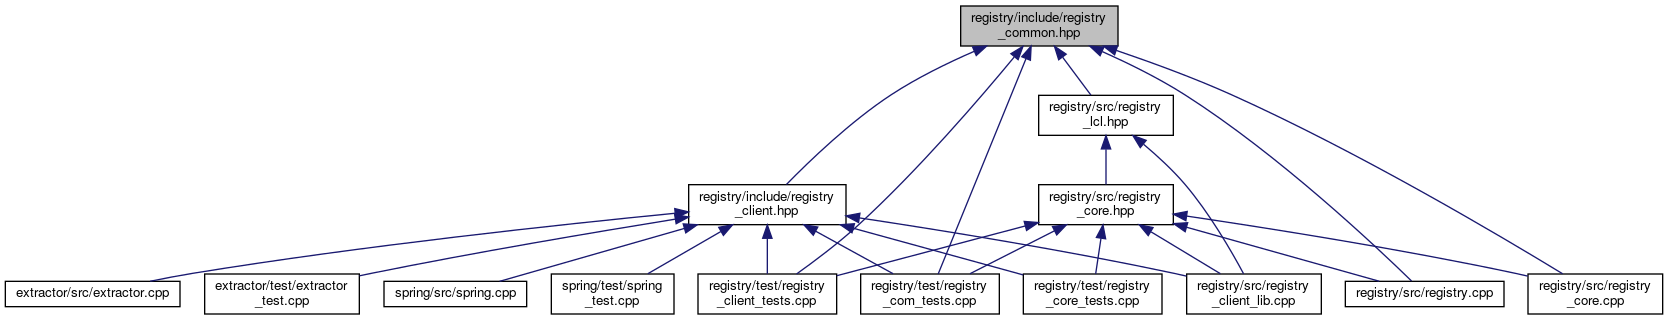 registry/include/registry
_common.hpp
registry/src/registry
_lcl.hpp
registry/include/registry
_client.hpp
registry/src/registry
_core.hpp
extractor/src/extractor.cpp
extractor/test/extractor
_test.cpp
spring/src/spring.cpp
spring/test/spring
_test.cpp
registry/test/registry
_client_tests.cpp
registry/test/registry
_com_tests.cpp
registry/test/registry
_core_tests.cpp
registry/src/registry
_client_lib.cpp
registry/src/registry.cpp
registry/src/registry
_core.cpp